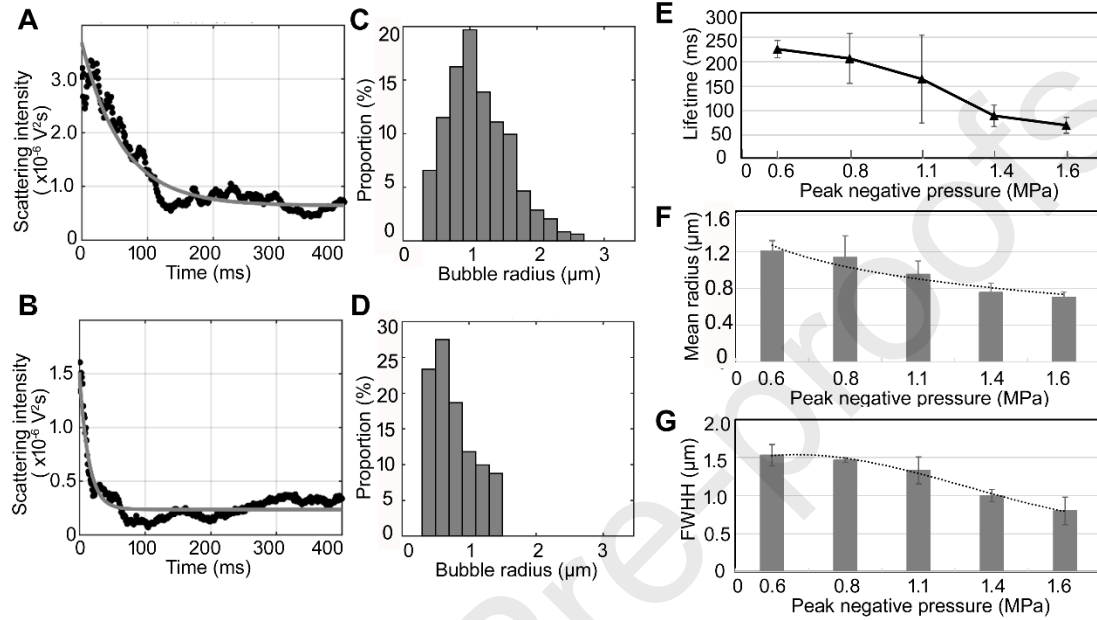 A
Scattering intensity
( x10⁻⁶ V²s)
3.0
2.0
1.0
0
0 100 200 300 400
Time (ms)
B
Scattering intensity
( x10⁻⁶ V²s)
1.5
1.0
0.5
0
0 100 200 300 400
Time (ms)
C
Proportion (%)
20
15
10
5
0
0 1 2 3
Bubble radius (µm)
D
Proportion (%)
30
25
20
15
10
5
0
0 1 2 3
Bubble radius (µm)
E
Lifetime (ms)
250
200
150
100
50
0
0 0.6 0.8 1.1 1.4 1.6
Peak negative pressure (MPa)
F
Mean radius (µm)
1.6
1.2
0.8
0.4
0
0 0.6 0.8 1.1 1.4 1.6
Peak negative pressure (MPa)
G
FWHH (µm)
2.0
1.5
1.0
0.5
0 0.6 0.8 1.1 1.4 1.6
Peak negative pressure (MPa)
re-proofs